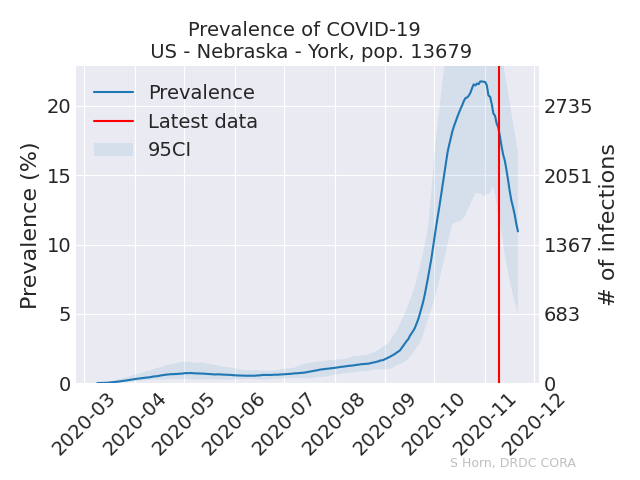 Prevalence of COVID-19
US - Nebraska - York, pop. 13679
Prevalence
Latest data
95CI
Prevalence (%)
20
15
10
5
0
2735
2051
1367
683
0
# of infections
2020-03
2020-04
2020-05
2020-06
2020-07
2020-08
2020-09
2020-10
2020-11
2020-12
S Horn, DRDC CORA